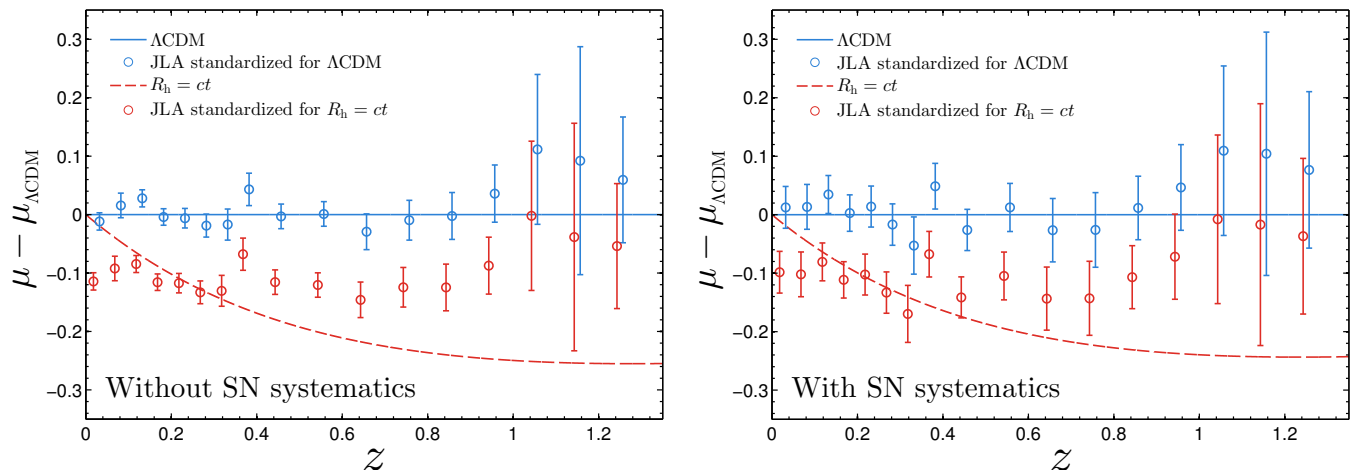 0.3
0.2
0.1
0
−0.1
−0.2
−0.3
μ − μ_ΛCDM
ΛCDM
JLA standardized for ΛCDM
R_h = ct
JLA standardized for R_h = ct
Without SN systematics
0 0.2 0.4 0.6 0.8 1 1.2
z
0.3
0.2
0.1
0
−0.1
−0.2
−0.3
μ − μ_ΛCDM
ΛCDM
JLA standardized for ΛCDM
R_h = ct
JLA standardized for R_h = ct
With SN systematics
0 0.2 0.4 0.6 0.8 1 1.2
z